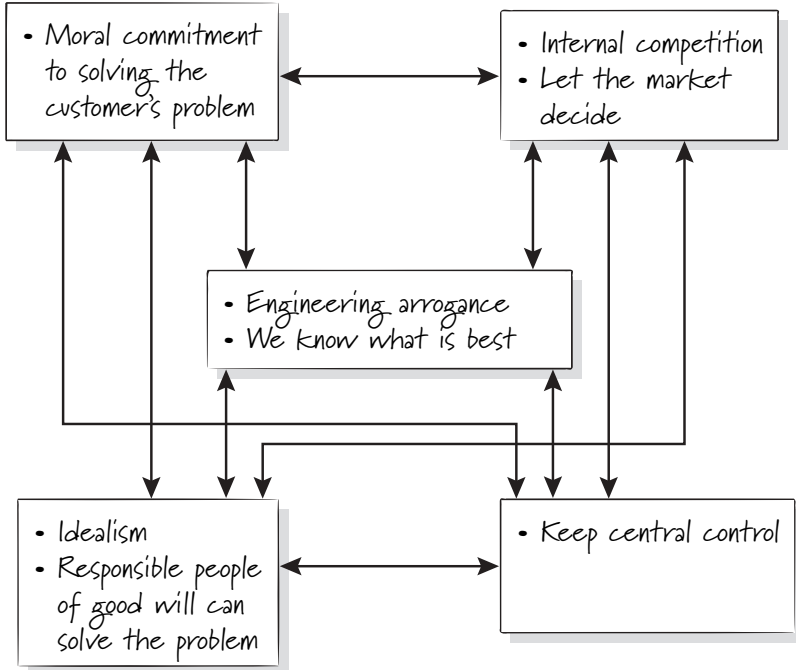 • Moral commitment
to solving the
customer's problem
• Internal competition
• Let the market
decide
• Engineering arrogance
• We know what is best
• Idealism
• Responsible people
of good will can
solve the problem
• Keep central control